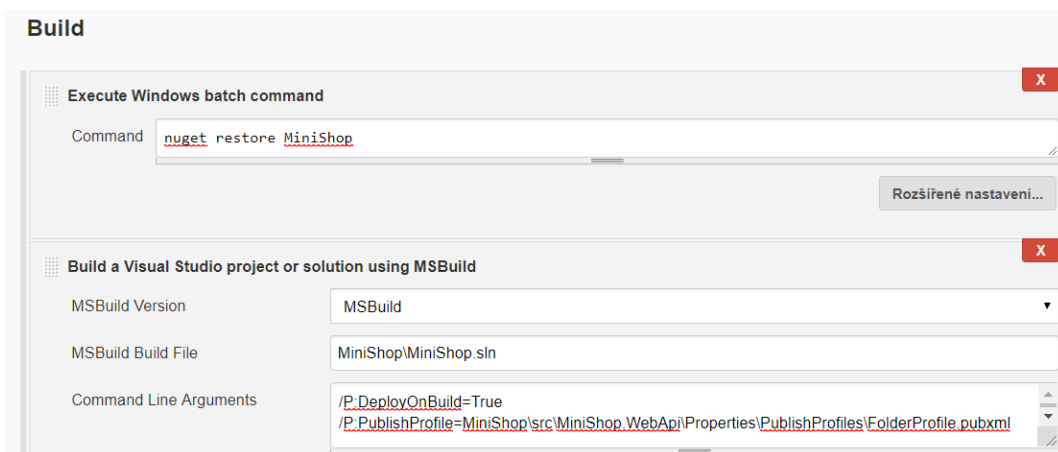 Build
X
Execute Windows batch command
Command
nuget restore MiniShop
Rozšířené nastavení...
X
Build a Visual Studio project or solution using MSBuild
MSBuild Version
MSBuild
MSBuild Build File
MiniShop\MiniShop.sln
Command Line Arguments
/P:DeployOnBuild=True
/P:PublishProfile=MiniShop\src\MiniShop.WebApi\Properties\PublishProfiles\FolderProfile.pubxml